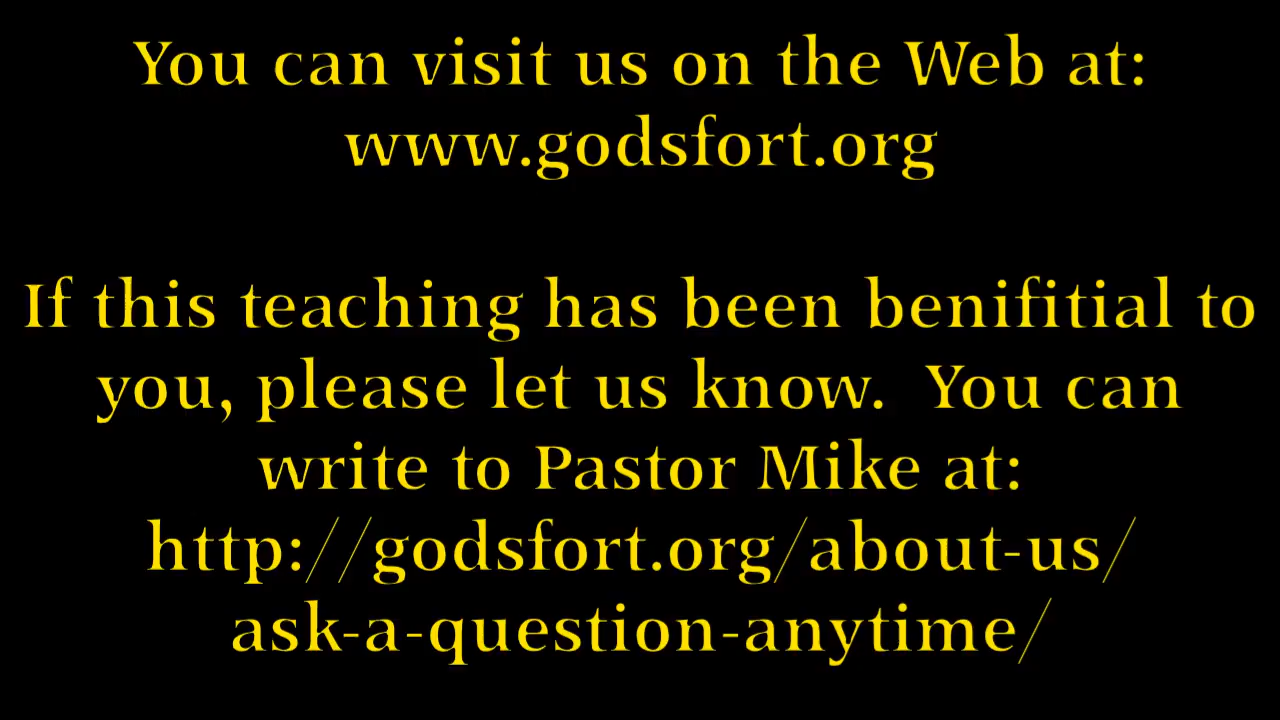 You can visit us on the Web at:
www.godsfort.org
If this teaching has been benifitial to
you, please let us know.  You can
write to Pastor Mike at:
http://godsfort.org/about-us/
ask-a-question-anytime/